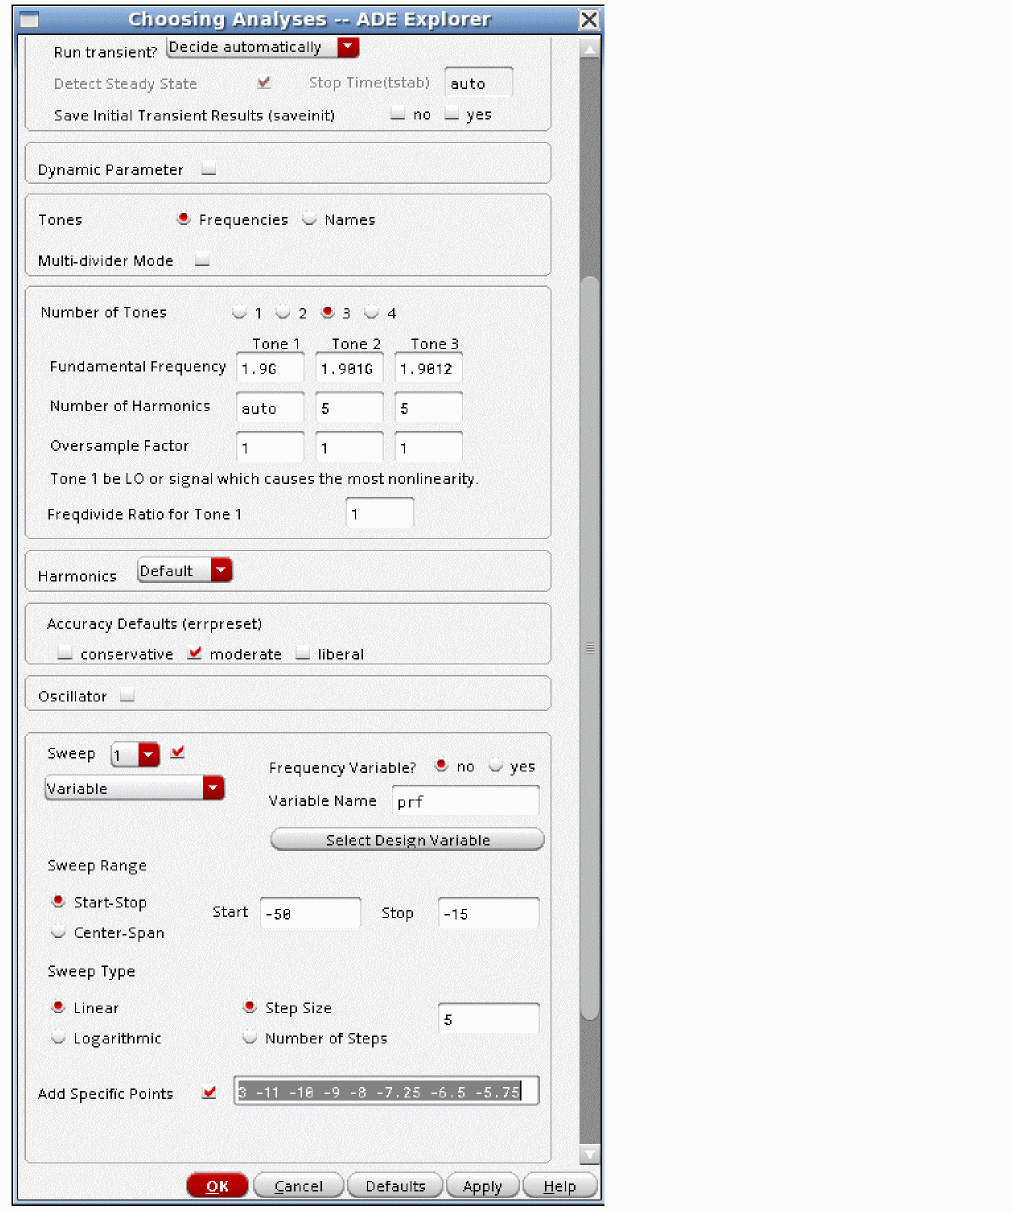 Choosing Analyses -- ADE Explorer
Run transient? Decide automatically
Detect Steady State Stop Time(tstab) auto
Save Initial Transient Results (saveinit) no yes
Dynamic Parameter
Tones Frequencies Names
Multi-divider Mode
Number of Tones 1 2 3 4
Tone 1 Tone 2 Tone 3
Fundamental Frequency 1.9G 1.901G 1.9012
Number of Harmonics auto 5 5
Oversample Factor 1 1 1
Tone 1 be LO or signal which causes the most nonlinearity.
Freqdivide Ratio for Tone 1 1
Harmonics Default
Accuracy Defaults (errpreset)
conservative moderate liberal
Oscillator
Sweep 1
Frequency Variable? no yes
Variable
Variable Name prf
Select Design Variable
Sweep Range
Start-Stop
Start -50 Stop -15
Center-Span
Sweep Type
Linear Step Size
5
Logarithmic Number of Steps
Add Specific Points 3 -11 -10 -9 -8 -7.25 -6.5 -5.75
OK Cancel Defaults Apply Help